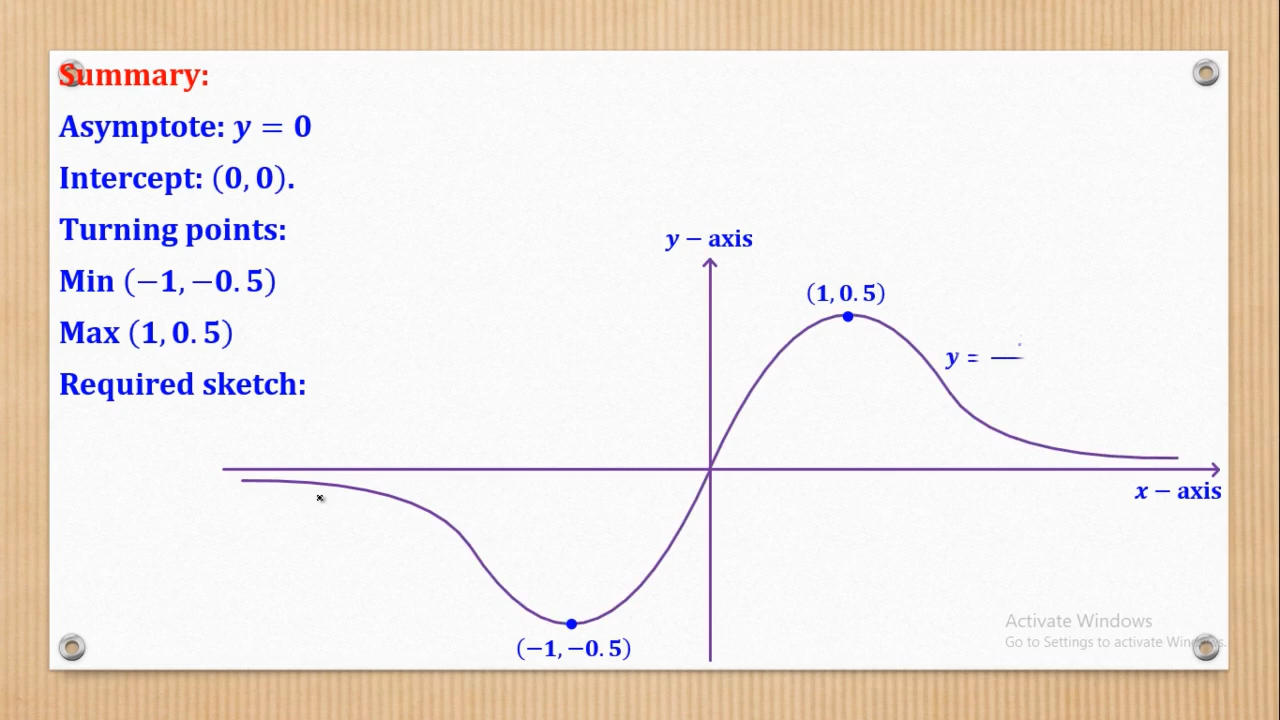 Summary:
Asymptote: y = 0
Intercept: (0, 0).
Turning points:
Min (−1, −0.5)
Max (1, 0.5)
Required sketch:
y − axis
(1, 0.5)
y =
x − axis
(−1, −0.5)
Activate Windows
Go to Settings to activate Windows.